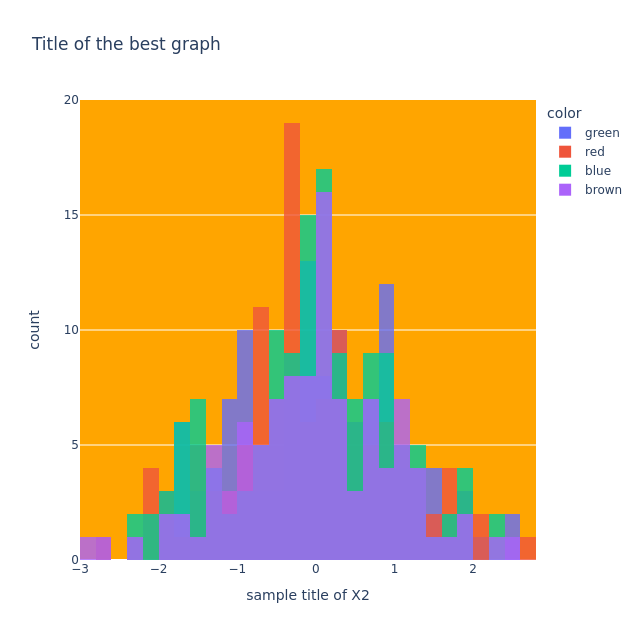 Title of the best graph
color
green
red
blue
brown
20
15
10
5
0
count
−3
−2
−1
0
1
2
sample title of X2